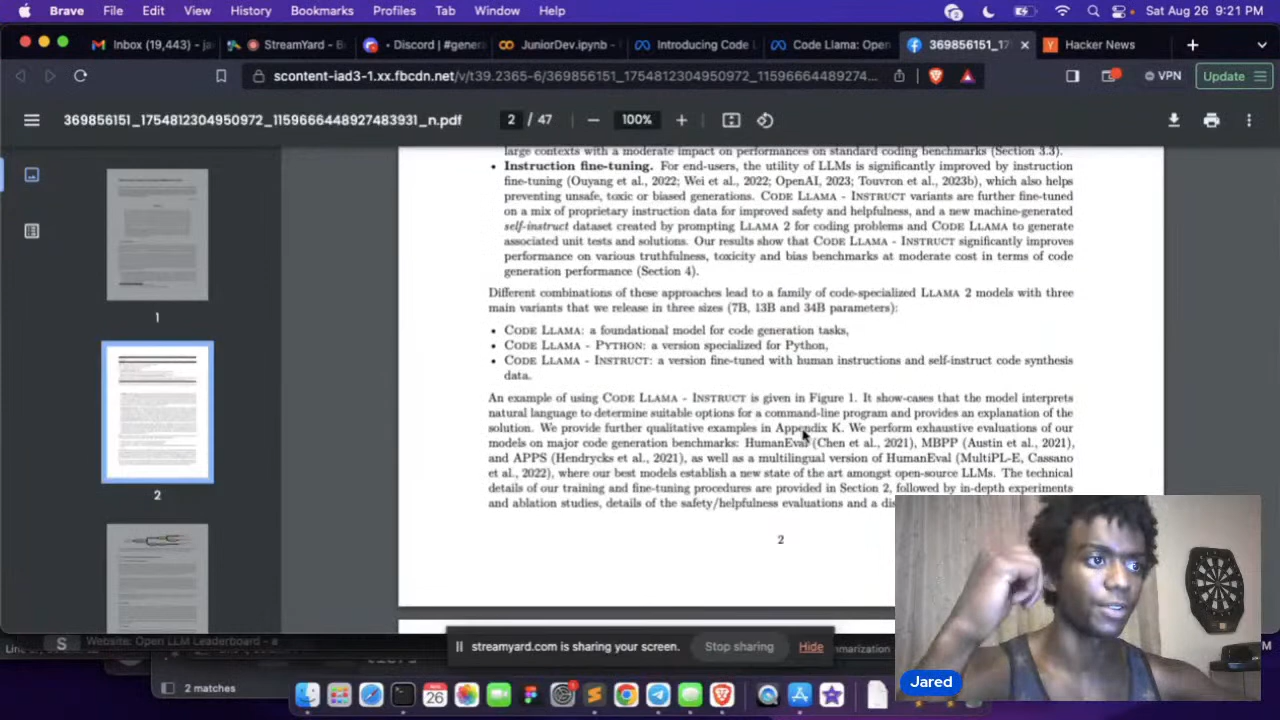 Brave File Edit View History Bookmarks Profiles Tab Window Help Sat Aug 26 9:21 PM
Inbox (19,443) - StreamYard - Discord | #gener JuniorDev.ipynb - Introducing Code L Code Llama: Open 369856151_17 Hacker News
scontent-iad3-1.xx.fbcdn.net/v/t39.2365-6/369856151_1754812304950972_11596664489274... VPN Update
369856151_1754812304950972_1159666448927483931_n.pdf 2 / 47 100%
large contexts with a moderate impact on performances on standard coding benchmarks (Section 3.3).
• Instruction fine-tuning. For end-users, the utility of LLMs is significantly improved by instruction
fine-tuning (Ouyang et al., 2022; Wei et al., 2022; OpenAI, 2023; Touvron et al., 2023b), which also helps
preventing unsafe, toxic or biased generations. CODE LLAMA - INSTRUCT variants are further fine-tuned
on a mix of proprietary instruction data for improved safety and helpfulness, and a new machine-generated
self-instruct dataset created by prompting LLAMA 2 for coding problems and CODE LLAMA to generate
associated unit tests and solutions. Our results show that CODE LLAMA - INSTRUCT significantly improves
performance on various truthfulness, toxicity and bias benchmarks at moderate cost in terms of code
generation performance (Section 4).
Different combinations of these approaches lead to a family of code-specialized LLAMA 2 models with three
main variants that we release in three sizes (7B, 13B and 34B parameters):
• CODE LLAMA: a foundational model for code generation tasks,
• CODE LLAMA - PYTHON: a version specialized for Python,
• CODE LLAMA - INSTRUCT: a version fine-tuned with human instructions and self-instruct code synthesis
data.
An example of using CODE LLAMA - INSTRUCT is given in Figure 1. It show-cases that the model interprets
natural language to determine suitable options for a command-line program and provides an explanation of the
solution. We provide further qualitative examples in Appendix K. We perform exhaustive evaluations of our
models on major code generation benchmarks: HumanEval (Chen et al., 2021), MBPP (Austin et al., 2021),
and APPS (Hendrycks et al., 2021), as well as a multilingual version of HumanEval (MultiPL-E, Cassano
et al., 2022), where our best models establish a new state of the art amongst open-source LLMs. The technical
details of our training and fine-tuning procedures are provided in Section 2, followed by in-depth experiments
and ablation studies, details of the safety/helpfulness evaluations and a dis
2
1
2
Website: Open LLM Leaderboard - a
streamyard.com is sharing your screen. Stop sharing Hide
2 matches
Jared